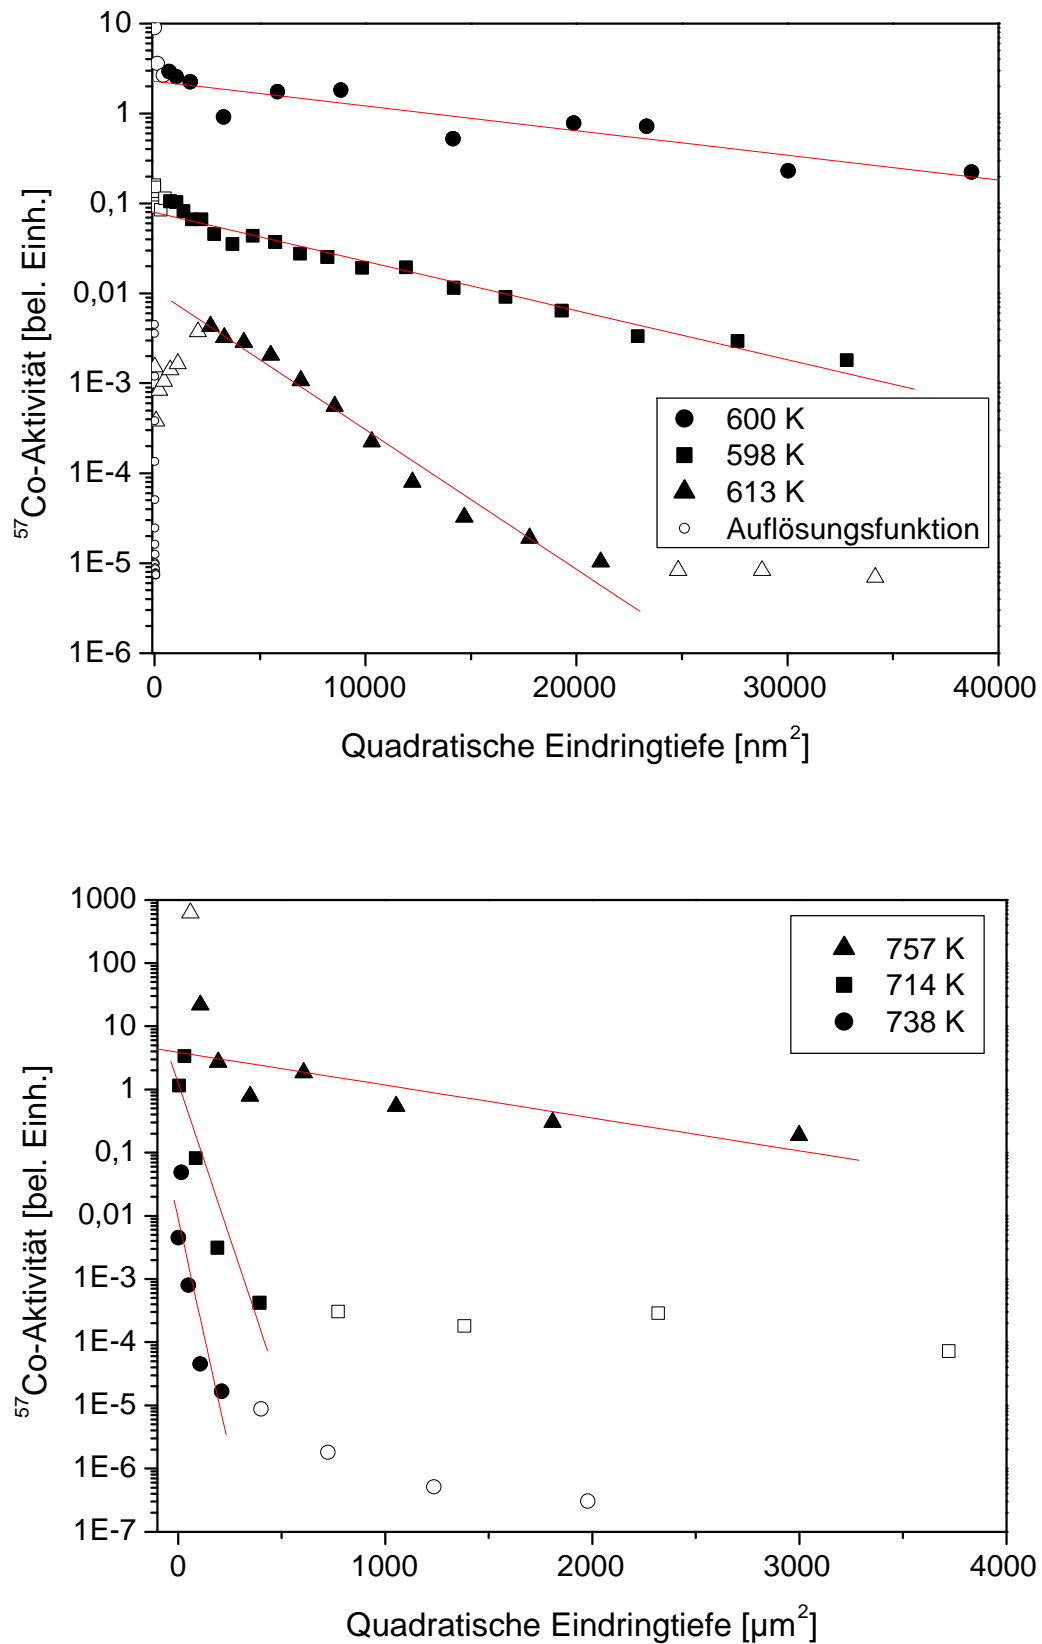 10
1
0,1
0,01
1E-3
1E-4
1E-5
1E-6
⁵⁷Co-Aktivität [bel. Einh.]
600 K
598 K
613 K
Auflösungsfunktion
0 10000 20000 30000 40000
Quadratische Eindringtiefe [nm²]
1000
100
10
1
0,1
0,01
1E-3
1E-4
1E-5
1E-6
1E-7
⁵⁷Co-Aktivität [bel. Einh.]
757 K
714 K
738 K
0 1000 2000 3000 4000
Quadratische Eindringtiefe [µm²]